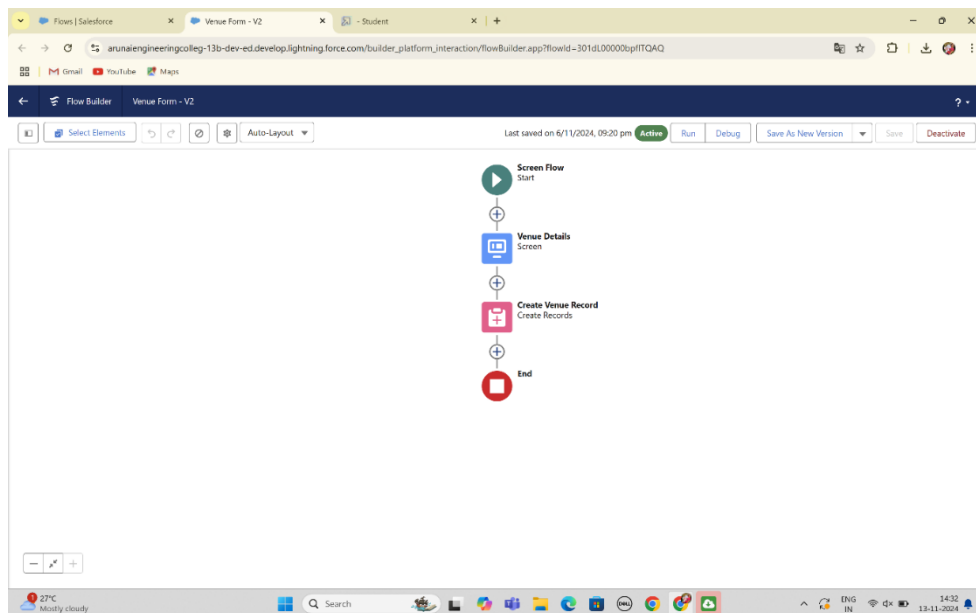 Flows | Salesforce
Venue Form - V2
- Student
arunaiengineeringcolleg-13b-dev-ed.develop.lightning.force.com/builder_platform_interaction/flowBuilder.app?flowId=301dL00000bpflTQAQ
Gmail YouTube Maps
Flow Builder Venue Form - V2 ?
Select Elements Auto-Layout Last saved on 6/11/2024, 09:20 pm Active Run Debug Save As New Version Save Deactivate
Screen Flow
Start
Venue Details
Screen
Create Venue Record
Create Records
End
1
27°C
Mostly cloudy
Search
DELL
ENG
IN
14:32
13-11-2024